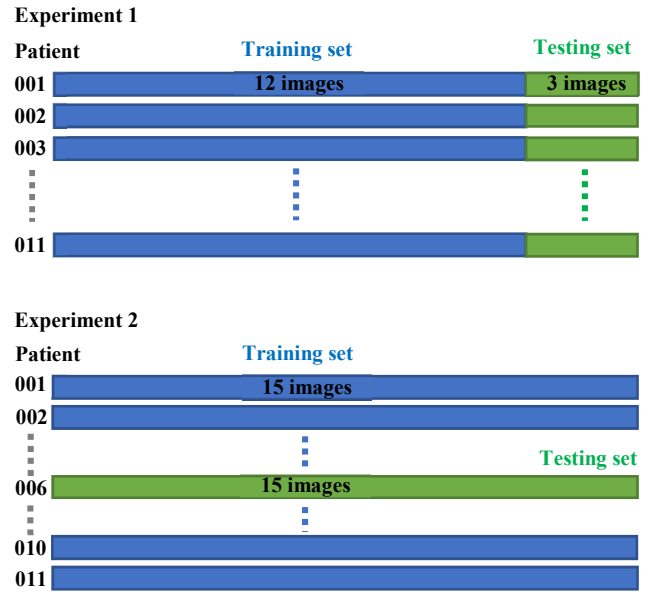 Experiment 1
Patient Training set Testing set
001 12 images 3 images
002
003
011
Experiment 2
Patient Training set
001 15 images
002
Testing set
006 15 images
010
011